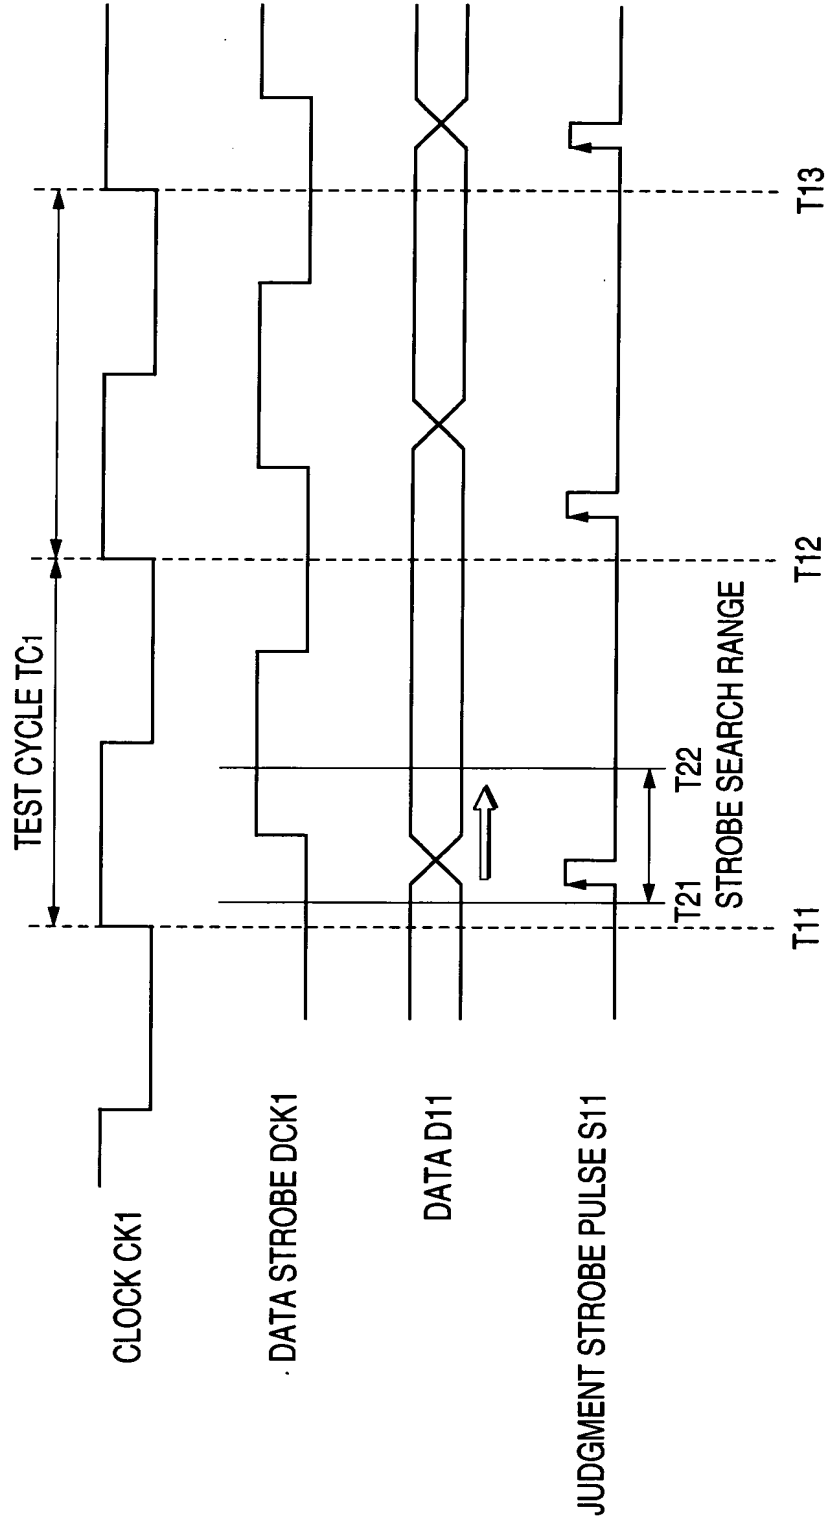 TEST CYCLE TC1
CLOCK CK1
DATA STROBE DCK1
DATA D11
JUDGMENT STROBE PULSE S11
T21
T22
STROBE SEARCH RANGE
T11
T12
T13